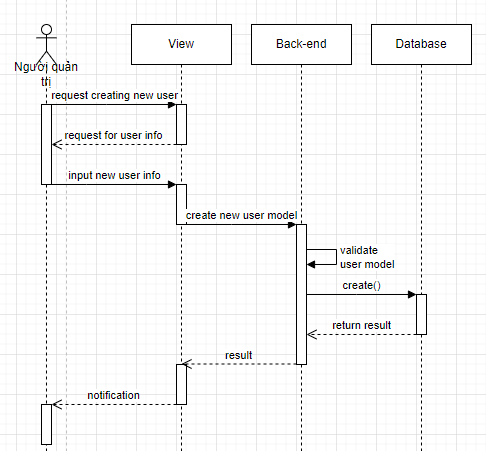 View
Back-end
Database
Người quản
trị
request creating new user
request for user info
input new user info
create new user model
validate
user model
create()
return result
result
notification